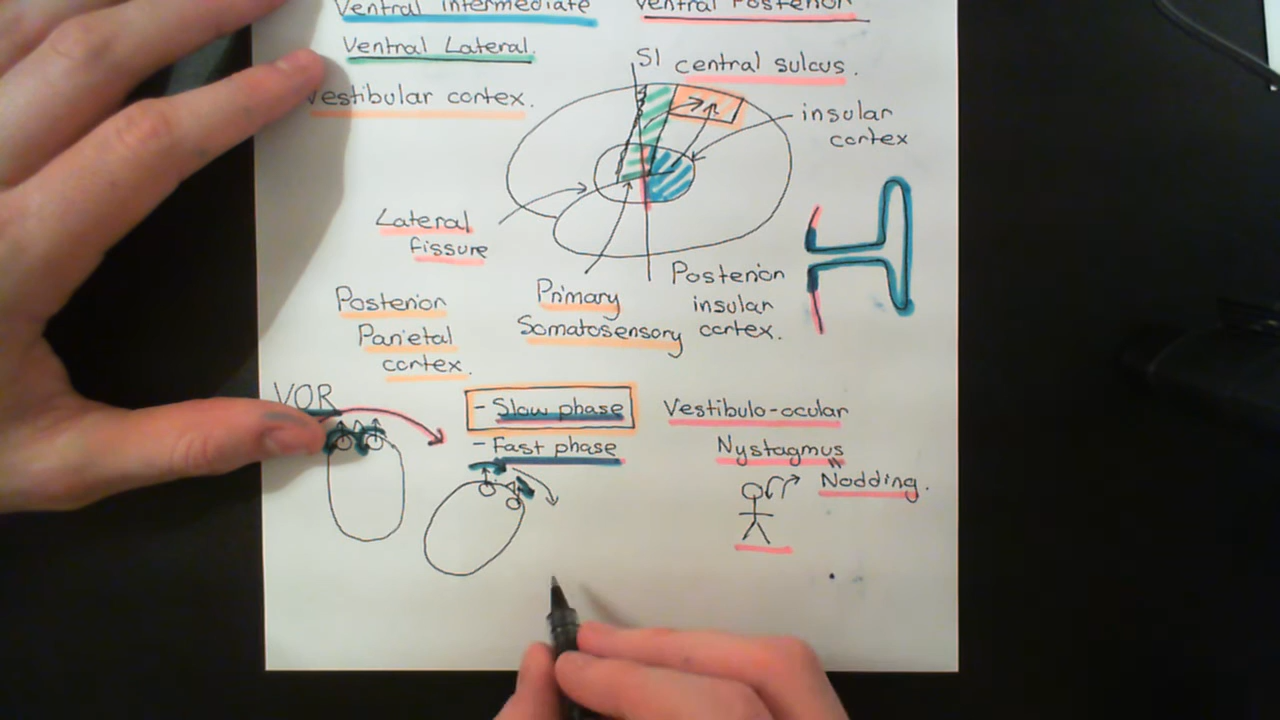 Ventral Intermediate
Ventral Posterior
Ventral Lateral.
Vestibular cortex.
S1
central sulcus.
insular
cortex
Lateral
fissure
Posterior
Parietal
cortex.
Primary
Somatosensory
Posterior
insular
cortex.
VOR
- Slow phase
- Fast phase
Vestibulo-ocular
Nystagmus
"
Nodding.